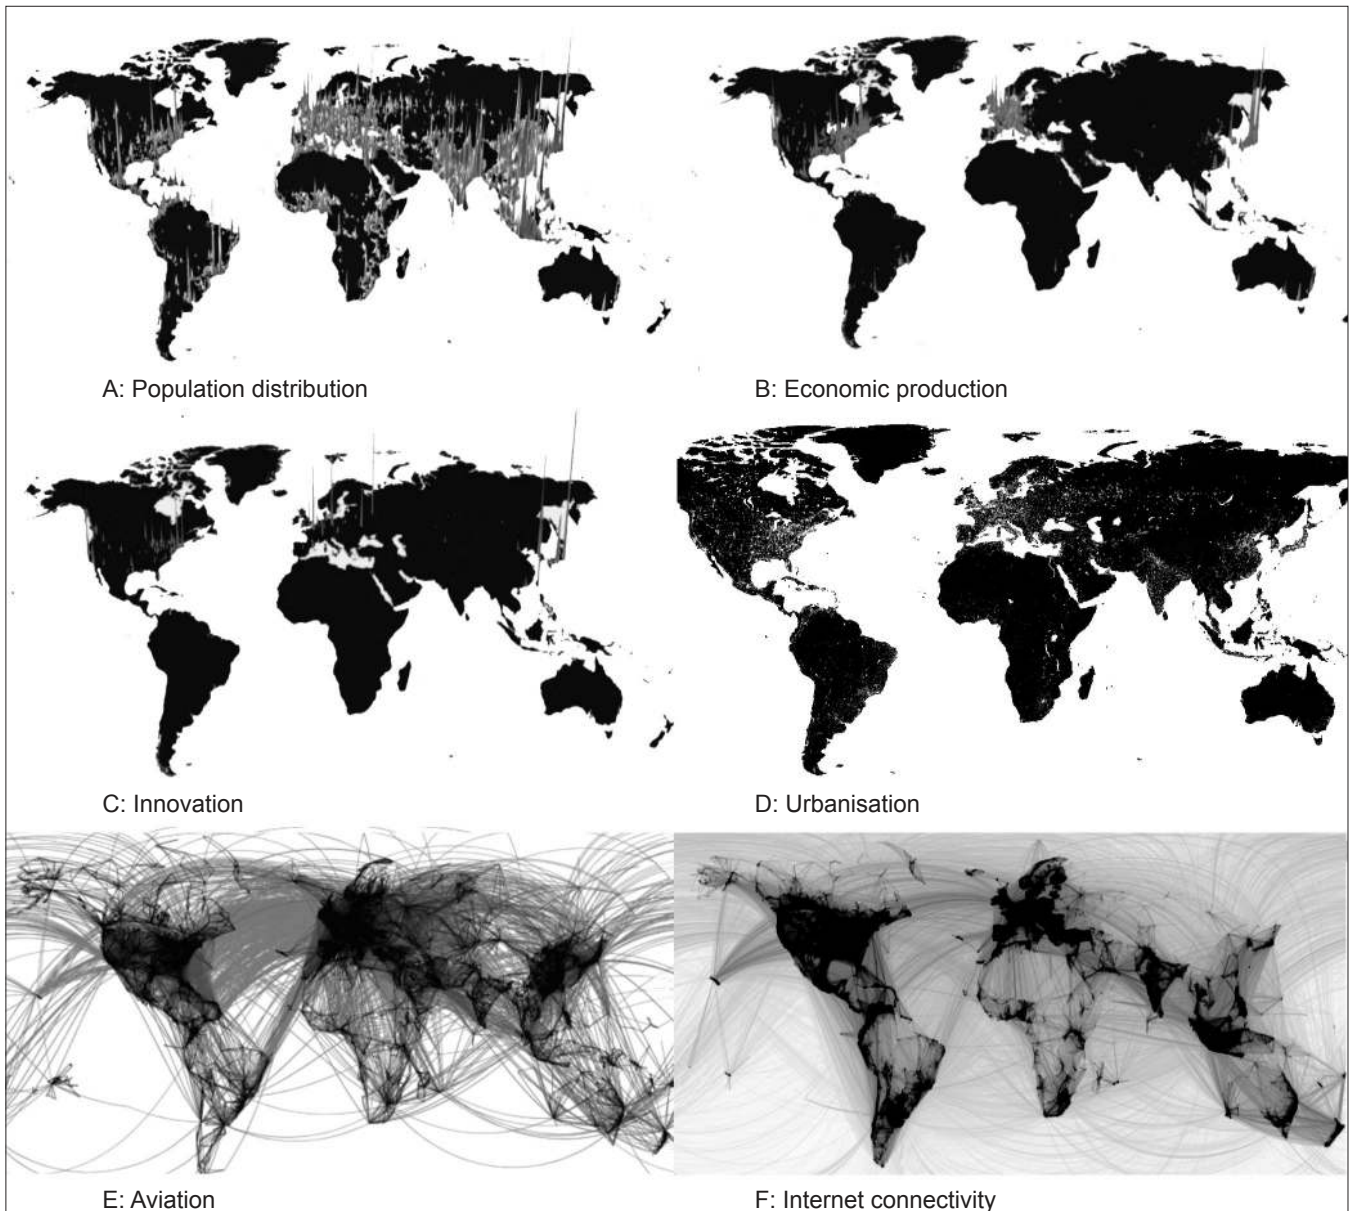 A: Population distribution
B: Economic production
C: Innovation
D: Urbanisation
E: Aviation
F: Internet connectivity